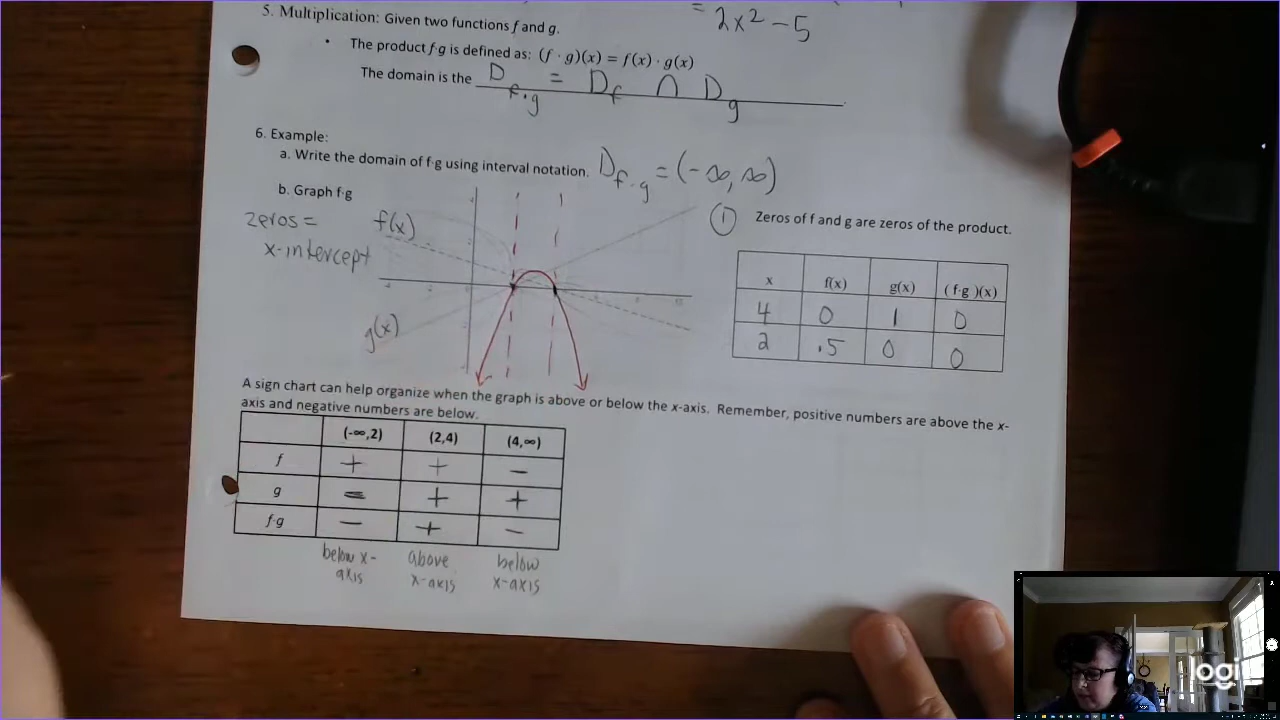 = 2x² - 5
5. Multiplication: Given two functions f and g.
• The product f·g is defined as: (f · g)(x) = f(x) · g(x)
The domain is the D f·g = D f ∩ D g
6. Example:
a. Write the domain of f·g using interval notation. D f·g = (-∞, ∞)
b. Graph f·g
zeros =
x-intercept
f(x)
g(x)
① Zeros of f and g are zeros of the product.
x f(x) g(x) (f·g)(x)
4 0 1 0
2 .5 0 0
A sign chart can help organize when the graph is above or below the x-axis. Remember, positive numbers are above the x-
axis and negative numbers are below.
(-∞,2) (2,4) (4,∞)
f + + −
g − + +
f·g − + −
below x-axis above x-axis below x-axis
logi